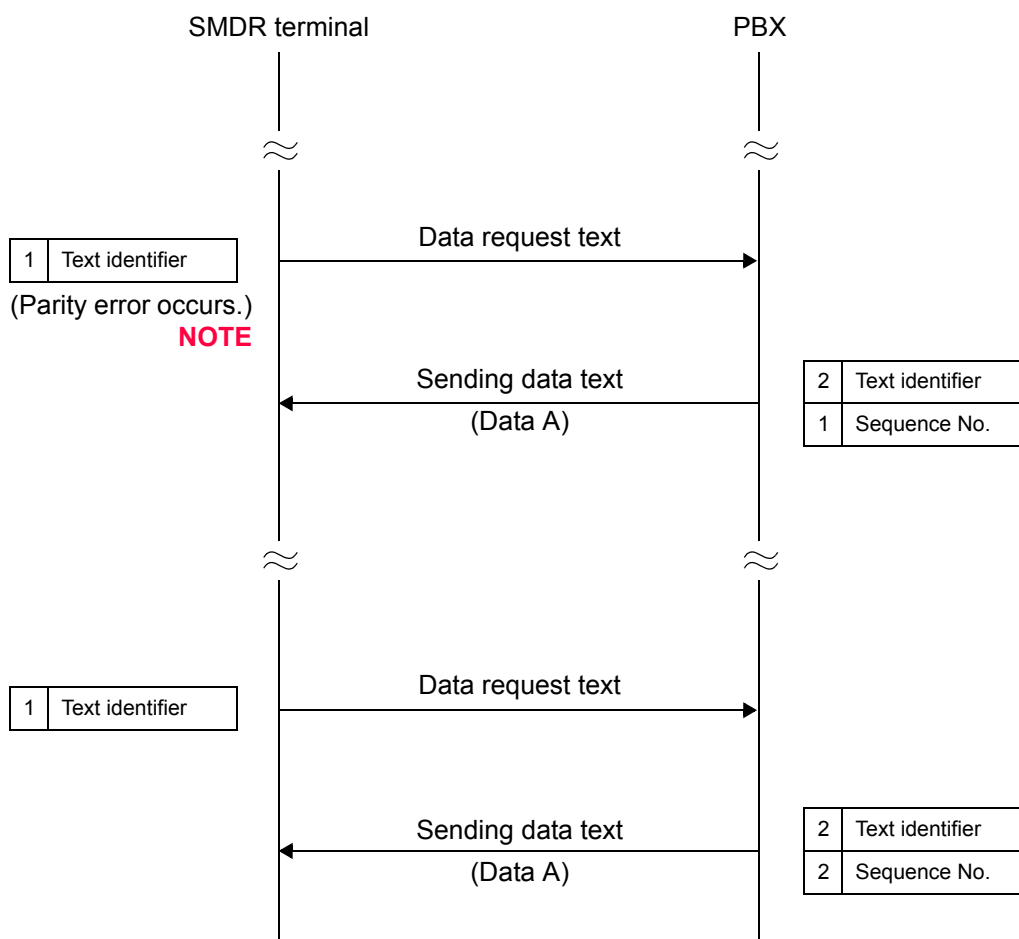 SMDR terminal PBX
Data request text
1 Text identifier
(Parity error occurs.)
NOTE
Sending data text
(Data A)
2 Text identifier
1 Sequence No.
Data request text
1 Text identifier
Sending data text
(Data A)
2 Text identifier
2 Sequence No.